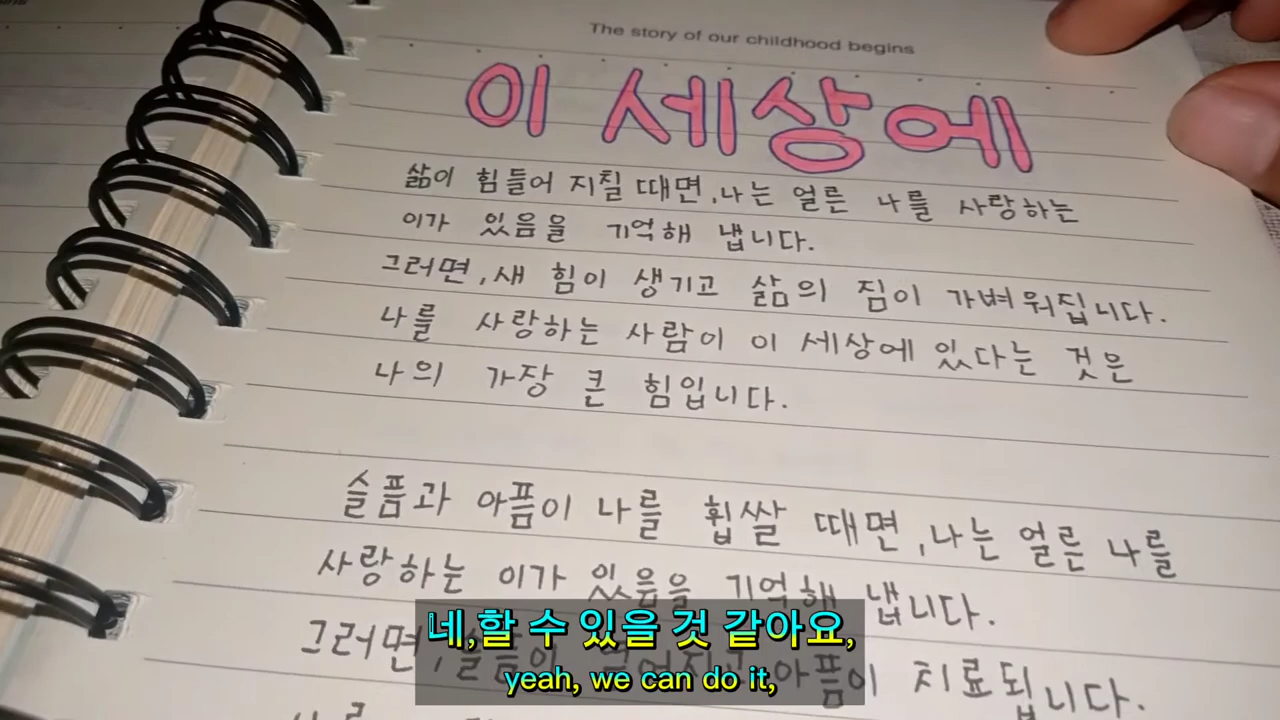 The story of our childhood begins
이 세상에
삶이 힘들어 지칠 때면, 나는 얼른 나를 사랑하는
이가 있음을 기억해 냅니다.
그러면, 새 힘이 생기고 삶의 짐이 가벼워집니다.
나를 사랑하는 사람이 이 세상에 있다는 것은
나의 가장 큰 힘입니다.
슬픔과 아픔이 나를 휩쌀 때면, 나는 얼른 나를
사랑하는 이가 있음을 기억해 냅니다.
그러면, 아픔이 치료됩니다.
네,할 수 있을 것 같아요,
yeah, we can do it,